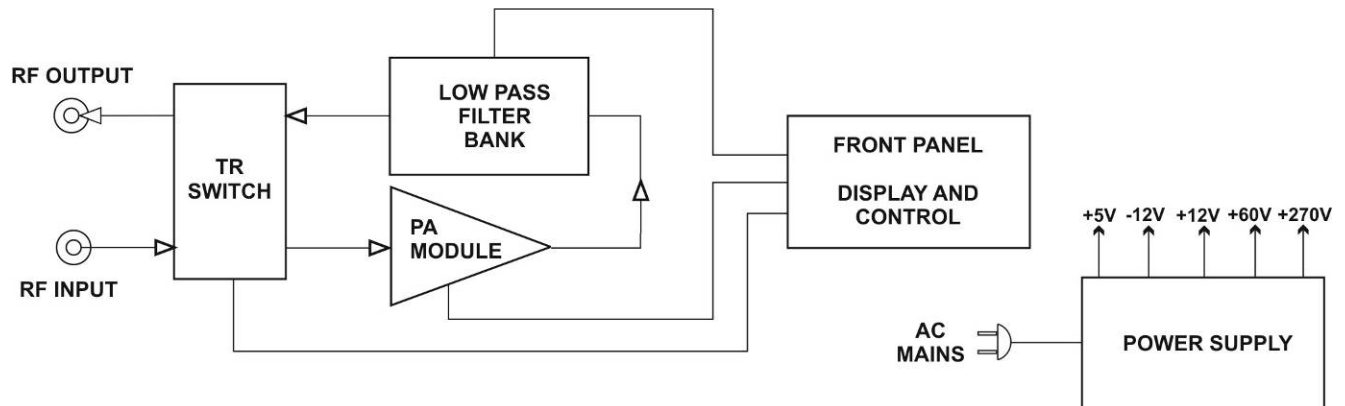 RF OUTPUT
LOW PASS
FILTER
BANK
TR
SWITCH
FRONT PANEL
DISPLAY AND
CONTROL
PA
MODULE
RF INPUT
+5V -12V +12V +60V +270V
AC
MAINS
POWER SUPPLY